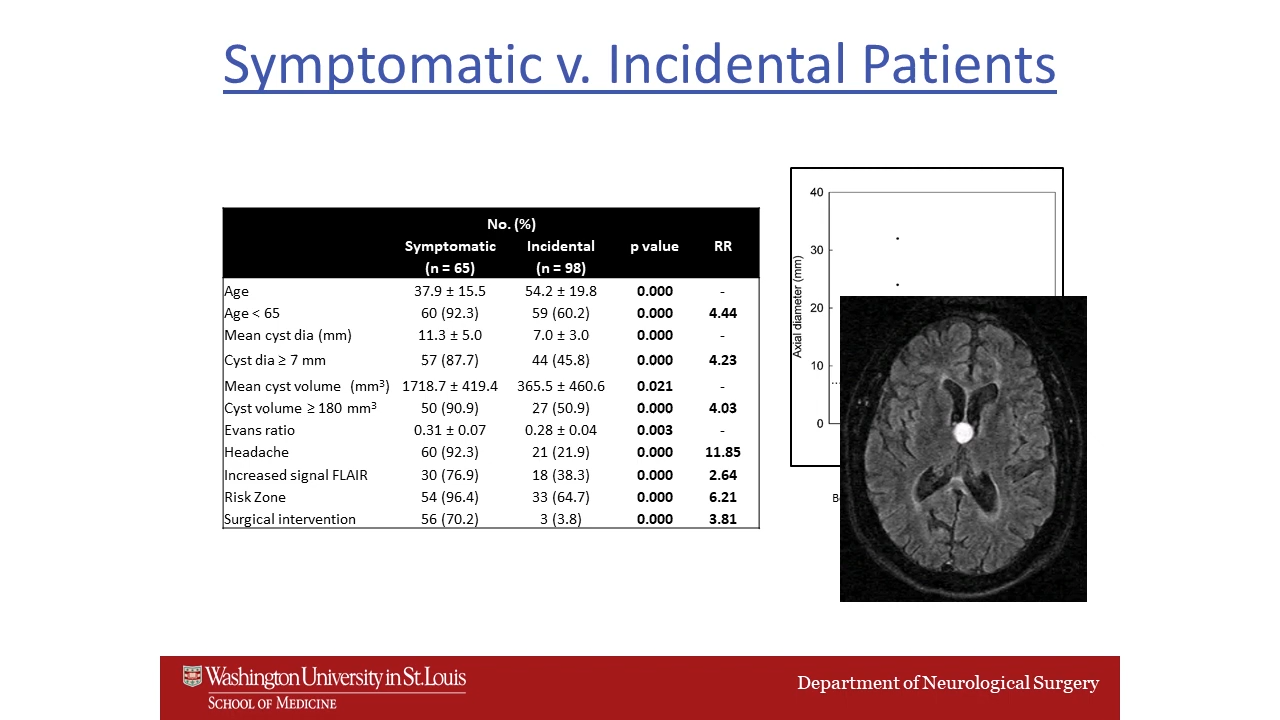 Symptomatic v. Incidental Patients
No. (%)
Symptomatic Incidental p value RR
(n = 65) (n = 98)
Age 37.9 ± 15.5 54.2 ± 19.8 0.000 -
Age < 65 60 (92.3) 59 (60.2) 0.000 4.44
Mean cyst dia (mm) 11.3 ± 5.0 7.0 ± 3.0 0.000 -
Cyst dia ≥ 7 mm 57 (87.7) 44 (45.8) 0.000 4.23
Mean cyst volume (mm³) 1718.7 ± 419.4 365.5 ± 460.6 0.021 -
Cyst volume ≥ 180 mm³ 50 (90.9) 27 (50.9) 0.000 4.03
Evans ratio 0.31 ± 0.07 0.28 ± 0.04 0.003 -
Headache 60 (92.3) 21 (21.9) 0.000 11.85
Increased signal FLAIR 30 (76.9) 18 (38.3) 0.000 2.64
Risk Zone 54 (96.4) 33 (64.7) 0.000 6.21
Surgical intervention 56 (70.2) 3 (3.8) 0.000 3.81
40
30
20
10
0
Axial diameter (mm)
Washington University in St. Louis
School of Medicine
Department of Neurological Surgery